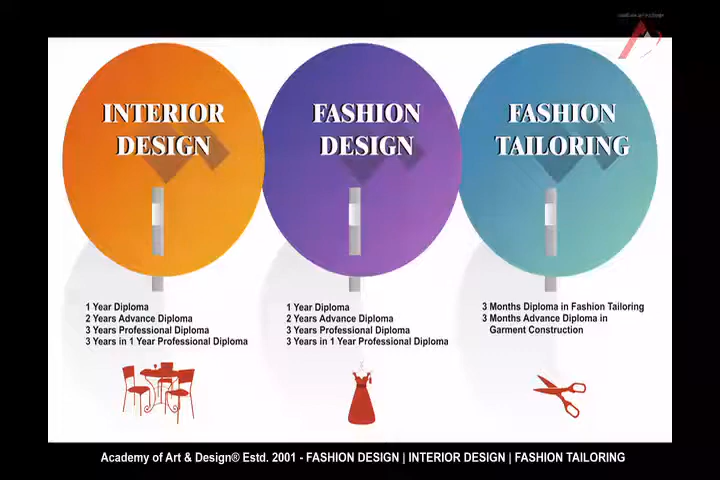 INTERIOR
DESIGN
FASHION
DESIGN
FASHION
TAILORING
1 Year Diploma
2 Years Advance Diploma
3 Years Professional Diploma
3 Years in 1 Year Professional Diploma
1 Year Diploma
2 Years Advance Diploma
3 Years Professional Diploma
3 Years in 1 Year Professional Diploma
3 Months Diploma in Fashion Tailoring
3 Months Advance Diploma in
Garment Construction
Academy of Art & Design® Estd. 2001 - FASHION DESIGN | INTERIOR DESIGN | FASHION TAILORING